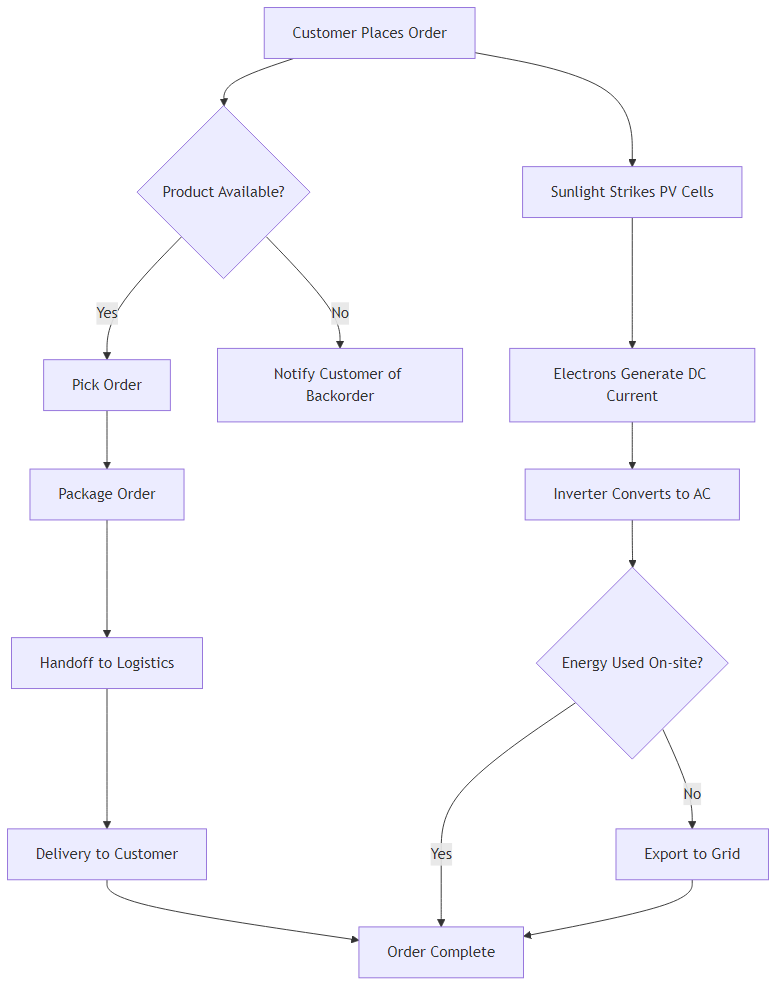 Customer Places Order
Product Available?
Sunlight Strikes PV Cells
Yes
No
Pick Order
Notify Customer of
Backorder
Electrons Generate DC
Current
Package Order
Inverter Converts to AC
Handoff to Logistics
Energy Used On-site?
No
Delivery to Customer
Yes
Export to Grid
Order Complete